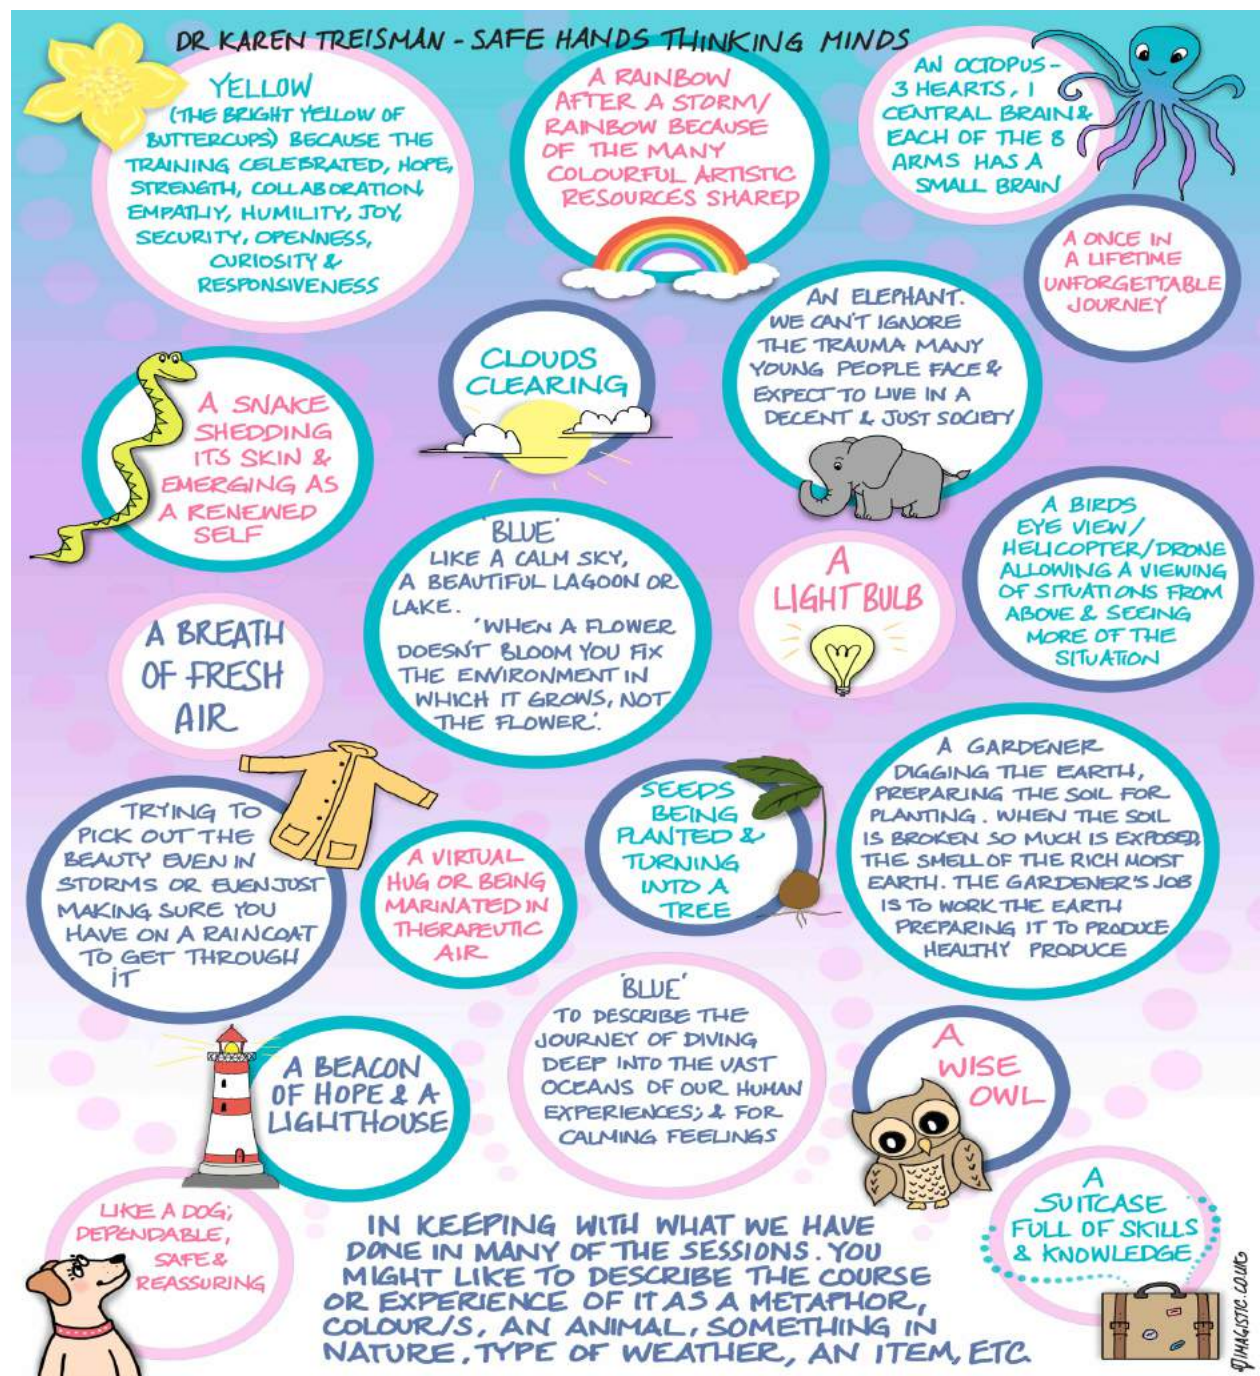 DR KAREN TREISMAN - SAFE HANDS THINKING MINDS
YELLOW
(THE BRIGHT YELLOW OF
BUTTERCUPS) BECAUSE THE
TRAINING CELEBRATED, HOPE,
STRENGTH, COLLABORATION,
EMPATHY, HUMILITY, JOY,
SECURITY, OPENNESS,
CURIOSITY &
RESPONSIVENESS
A RAINBOW
AFTER A STORM/
RAINBOW BECAUSE
OF THE MANY
COLOURFUL ARTISTIC
RESOURCES SHARED
AN OCTOPUS -
3 HEARTS, 1
CENTRAL BRAIN &
EACH OF THE 8
ARMS HAS A
SMALL BRAIN
A ONCE IN
A LIFETIME
UNFORGETTABLE
JOURNEY
A SNAKE
SHEDDING
ITS SKIN &
EMERGING AS
A RENEWED
SELF
CLOUDS
CLEARING
AN ELEPHANT.
WE CAN'T IGNORE
THE TRAUMA MANY
YOUNG PEOPLE FACE &
EXPECT TO LIVE IN A
DECENT & JUST SOCIETY
'BLUE'
LIKE A CALM SKY,
A BEAUTIFUL LAGOON OR
LAKE.
'WHEN A FLOWER
DOESN'T BLOOM YOU FIX
THE ENVIRONMENT IN
WHICH IT GROWS, NOT
THE FLOWER.'
A
LIGHT BULB
A BIRDS
EYE VIEW/
HELICOPTER/DRONE
ALLOWING A VIEWING
OF SITUATIONS FROM
ABOVE & SEEING
MORE OF THE
SITUATION
A BREATH
OF FRESH
AIR
TRYING TO
PICK OUT THE
BEAUTY EVEN IN
STORMS OR EVEN JUST
MAKING SURE YOU
HAVE ON A RAINCOAT
TO GET THROUGH
IT
A VIRTUAL
HUG OR BEING
MARINATED IN
THERAPEUTIC
AIR
SEEDS
BEING
PLANTED &
TURNING
INTO A
TREE
A GARDENER
DIGGING THE EARTH,
PREPARING THE SOIL FOR
PLANTING. WHEN THE SOIL
IS BROKEN SO MUCH IS EXPOSED,
THE SMELL OF THE RICH MOIST
EARTH. THE GARDENER'S JOB
IS TO WORK THE EARTH
PREPARING IT TO PRODUCE
HEALTHY PRODUCE
A BEACON
OF HOPE & A
LIGHTHOUSE
'BLUE'
TO DESCRIBE THE
JOURNEY OF DIVING
DEEP INTO THE VAST
OCEANS OF OUR HUMAN
EXPERIENCES; & FOR
CALMING FEELINGS
A
WISE
OWL
LIKE A DOG;
DEPENDABLE,
SAFE &
REASSURING
IN KEEPING WITH WHAT WE HAVE
DONE IN MANY OF THE SESSIONS. YOU
MIGHT LIKE TO DESCRIBE THE COURSE
OR EXPERIENCE OF IT AS A METAPHOR,
COLOUR/S, AN ANIMAL, SOMETHING IN
NATURE, TYPE OF WEATHER, AN ITEM, ETC
A
SUITCASE
FULL OF SKILLS
& KNOWLEDGE
IMAGISTIC.CO.UK